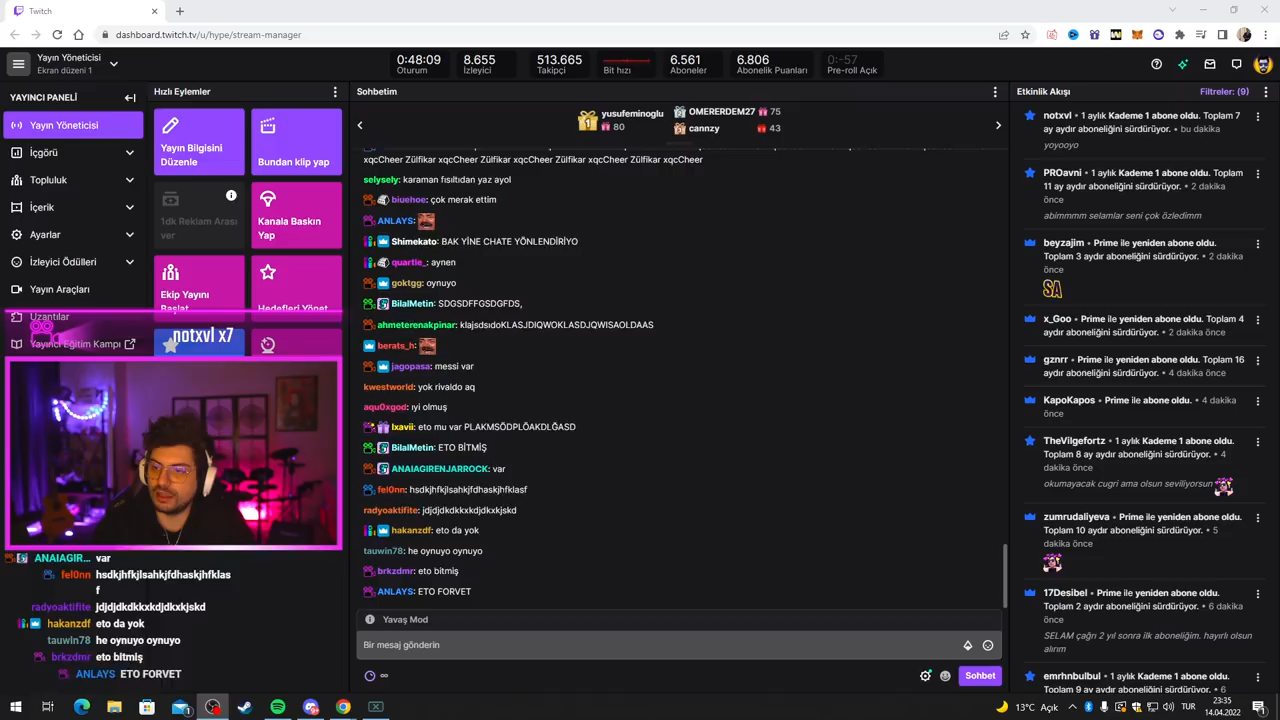 Twitch
dashboard.twitch.tv/u/hype/stream-manager
Yayın Yöneticisi
Ekran düzeni 1
0:48:09
Oturum
8.655
İzleyici
513.665
Takipçi
Bit hızı
6.561
Aboneler
6.806
Abonelik Puanları
0:-57
Pre-roll Açık
YAYINCI PANELİ
Yayın Yöneticisi
İçgörü
Topluluk
İçerik
Ayarlar
İzleyici Ödülleri
Yayın Araçları
Uzantılar
Yayıncı Eğitim Kampı
Hızlı Eylemler
Yayın Bilgisini
Düzenle
Bundan klip yap
1dk Reklam Arası
ver
Kanala Baskın
Yap
Ekip Yayını
Başlat
Hedefleri Yönet
notxvl x7
ANAIAGIR... var
fel0nn hsdkjhfkjlsahkjfdhaskjhfklas
f
radyoaktifite jdjdjdkdkkxkdjdkxkjskd
hakanzdf eto da yok
tauwin78 he oynuyo oynuyo
brkzdmr eto bitmiş
ANLAYS ETO FORVET
Sohbetim
1
yusufeminoglu
80
OMERERDEM27 75
cannzy 43
xqcCheer Zülfikar xqcCheer Zülfikar xqcCheer Zülfikar xqcCheer Zülfikar xqcCheer
selysely: karaman fısıltıdan yaz ayol
biuehoe: çok merak ettim
ANLAYS:
Shimekato: BAK YİNE CHATE YÖNLENDİRİYO
quartie_: aynen
goktgg: oynuyo
BilalMetin: SDGSDFFGSDGFDS,
ahmeterenakpinar: klajsdsıdoKLASJDIQWOKLASDJQWISAOLDAAS
berats_h:
jagopasa: messi var
kwestworld: yok rivaldo aq
aqu0xgod: ıyi olmuş
lxavii: eto mu var PLAKMSÖDPLÖAKDLĞASD
BilalMetin: ETO BİTMİŞ
ANAIAGIRENJARROCK: var
fel0nn: hsdkjhfkjlsahkjfdhaskjhfklasf
radyoaktifite: jdjdjdkdkkxkdjdkxkjskd
hakanzdf: eto da yok
tauwin78: he oynuyo oynuyo
brkzdmr: eto bitmiş
ANLAYS: ETO FORVET
Yavaş Mod
Bir mesaj gönderin
∞
Sohbet
Etkinlik Akışı
Filtreler: (9)
notxvl • 1 aylık Kademe 1 abone oldu. Toplam 7
ay aydır aboneliğini sürdürüyor. • bu dakika
yoyooyo
PROavni • 1 aylık Kademe 1 abone oldu. Toplam
11 ay aydır aboneliğini sürdürüyor. • 2 dakika
önce
abimmmm selamlar seni çok özledimm
beyzajim • Prime ile yeniden abone oldu.
Toplam 3 aydır aboneliğini sürdürüyor. • 2 dakika
önce
SA
x_Goo • Prime ile yeniden abone oldu. Toplam 4
aydır aboneliğini sürdürüyor. • 2 dakika önce
gznrr • Prime ile yeniden abone oldu. Toplam 16
aydır aboneliğini sürdürüyor. • 4 dakika önce
KapoKapos • Prime ile abone oldu. • 4 dakika
önce
TheVilgefortz • 1 aylık Kademe 1 abone oldu.
Toplam 8 ay aydır aboneliğini sürdürüyor. • 4
dakika önce
okumayacak cugri ama olsun seviliyorsun
zumrudaliyeva • Prime ile yeniden abone oldu.
Toplam 10 aydır aboneliğini sürdürüyor. • 5
dakika önce
17Desibel • Prime ile yeniden abone oldu.
Toplam 2 aydır aboneliğini sürdürüyor. • 6 dakika
önce
SELAM çağrı 2 yıl sonra ilk aboneliğim. hayırlı olsun
alırım
emrhnbulbul • 1 aylık Kademe 1 abone oldu.
Toplam 9 ay aydır aboneliğini sürdürüyor. • 6
13°C Açık
TUR
23:35
14.04.2022